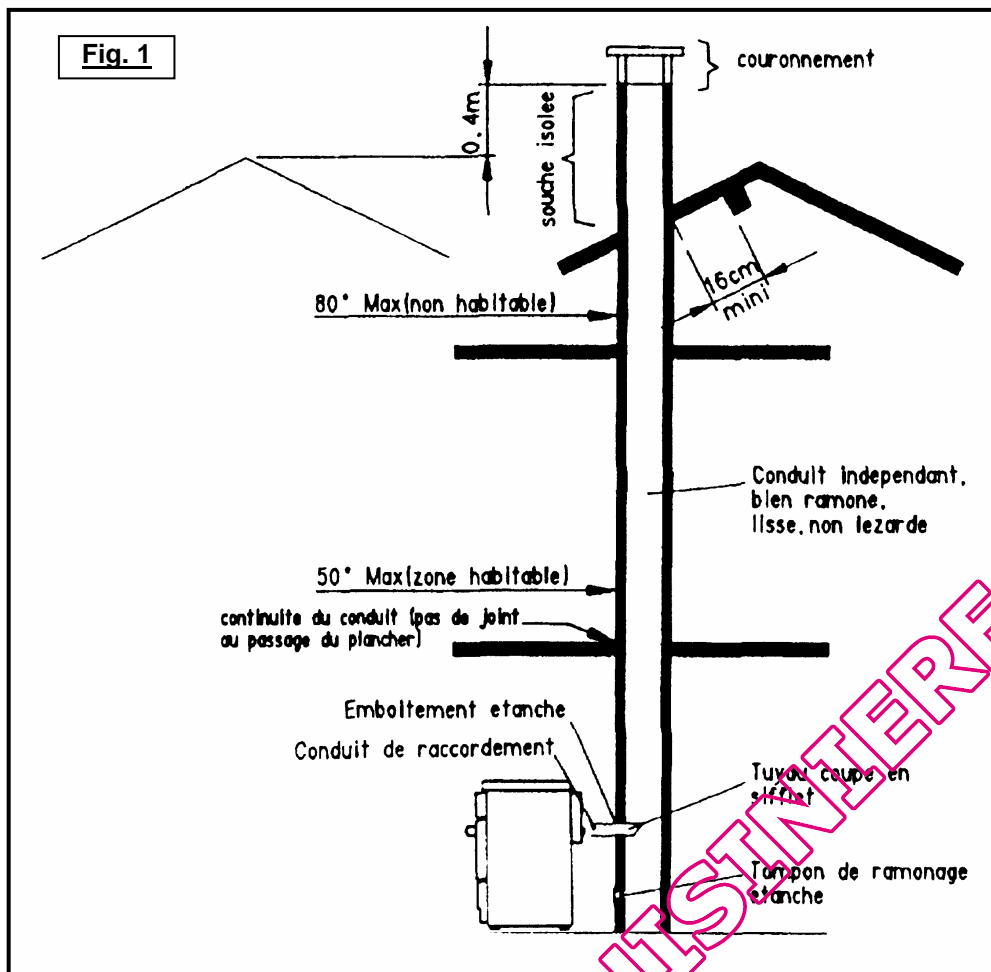 Fig. 1
couronnement
0.4m
souche isolee
16cm
mini
80° Max(non habitable)
Conduit independant,
bien ramone,
lisse, non lezarde
50° Max(zone habitable)
continuite du conduit (pas de joint
au passage du plancher)
Emboitement etanche
Conduit de raccordement
Tuyau coupe en
sifflet
Tampon de ramonage
etanche
UISINIERE